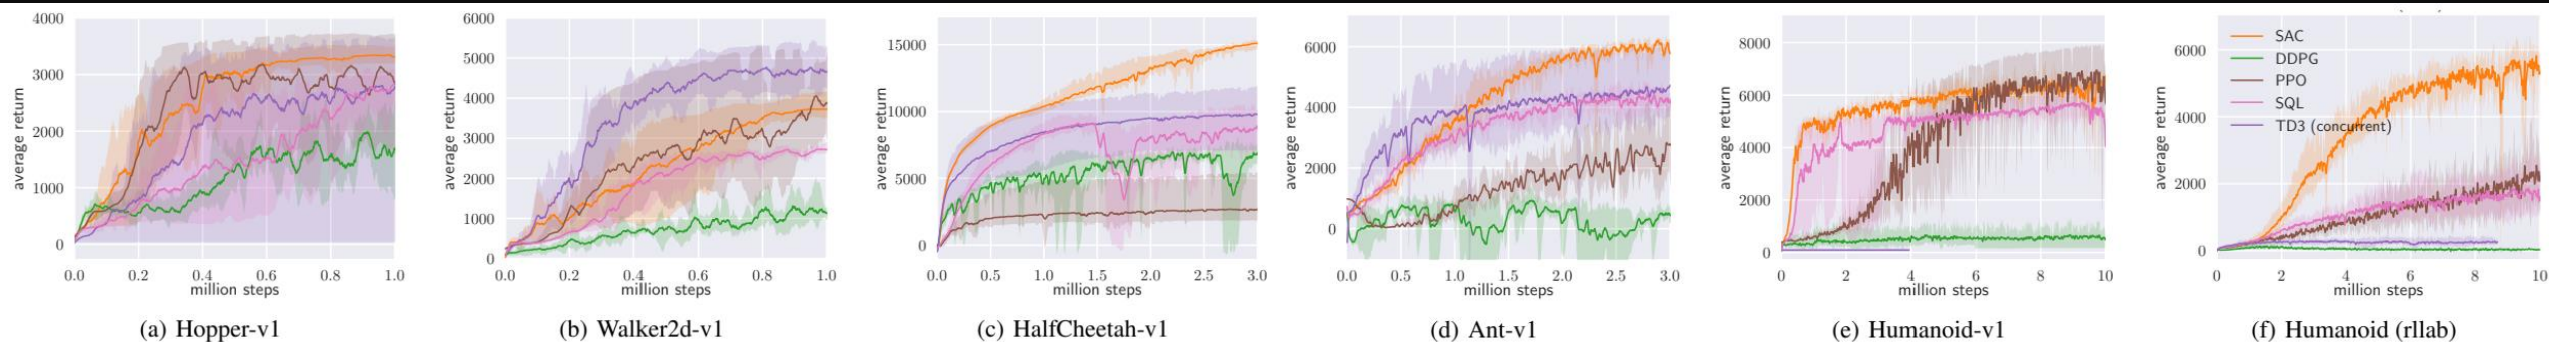 4000
3000
2000
1000
0
average return
0.0 0.2 0.4 0.6 0.8 1.0
million steps
(a) Hopper-v1
6000
5000
4000
3000
2000
1000
0
average return
0.0 0.2 0.4 0.6 0.8 1.0
million steps
(b) Walker2d-v1
15000
10000
5000
0
average return
0.0 0.5 1.0 1.5 2.0 2.5 3.0
million steps
(c) HalfCheetah-v1
6000
4000
2000
0
average return
0.0 0.5 1.0 1.5 2.0 2.5 3.0
million steps
(d) Ant-v1
8000
6000
4000
2000
0
average return
0 2 4 6 8 10
million steps
(e) Humanoid-v1
6000
4000
2000
0
average return
SAC
DDPG
PPO
SQL
TD3 (concurrent)
0 2 4 6 8 10
million steps
(f) Humanoid (rllab)